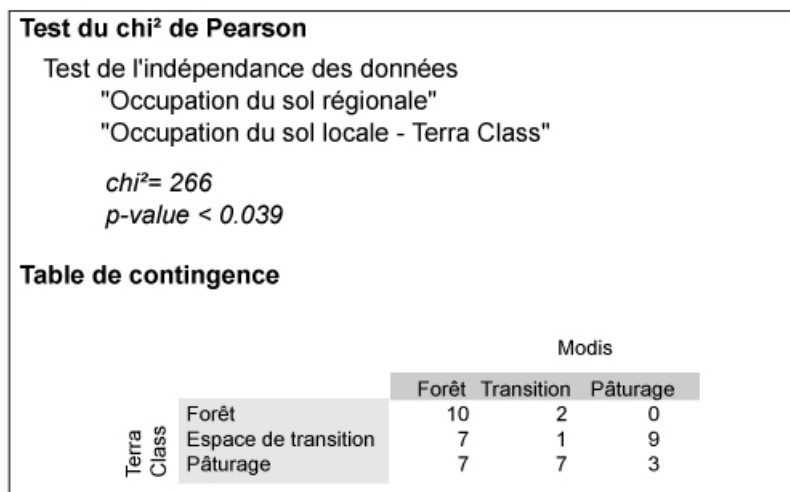 Test du chi² de Pearson
Test de l'indépendance des données
"Occupation du sol régionale"
"Occupation du sol locale - Terra Class"
chi²= 266
p-value < 0.039
Table de contingence
Modis
Forêt Transition Pâturage
Terra Class
Forêt 10 2 0
Espace de transition 7 1 9
Pâturage 7 7 3